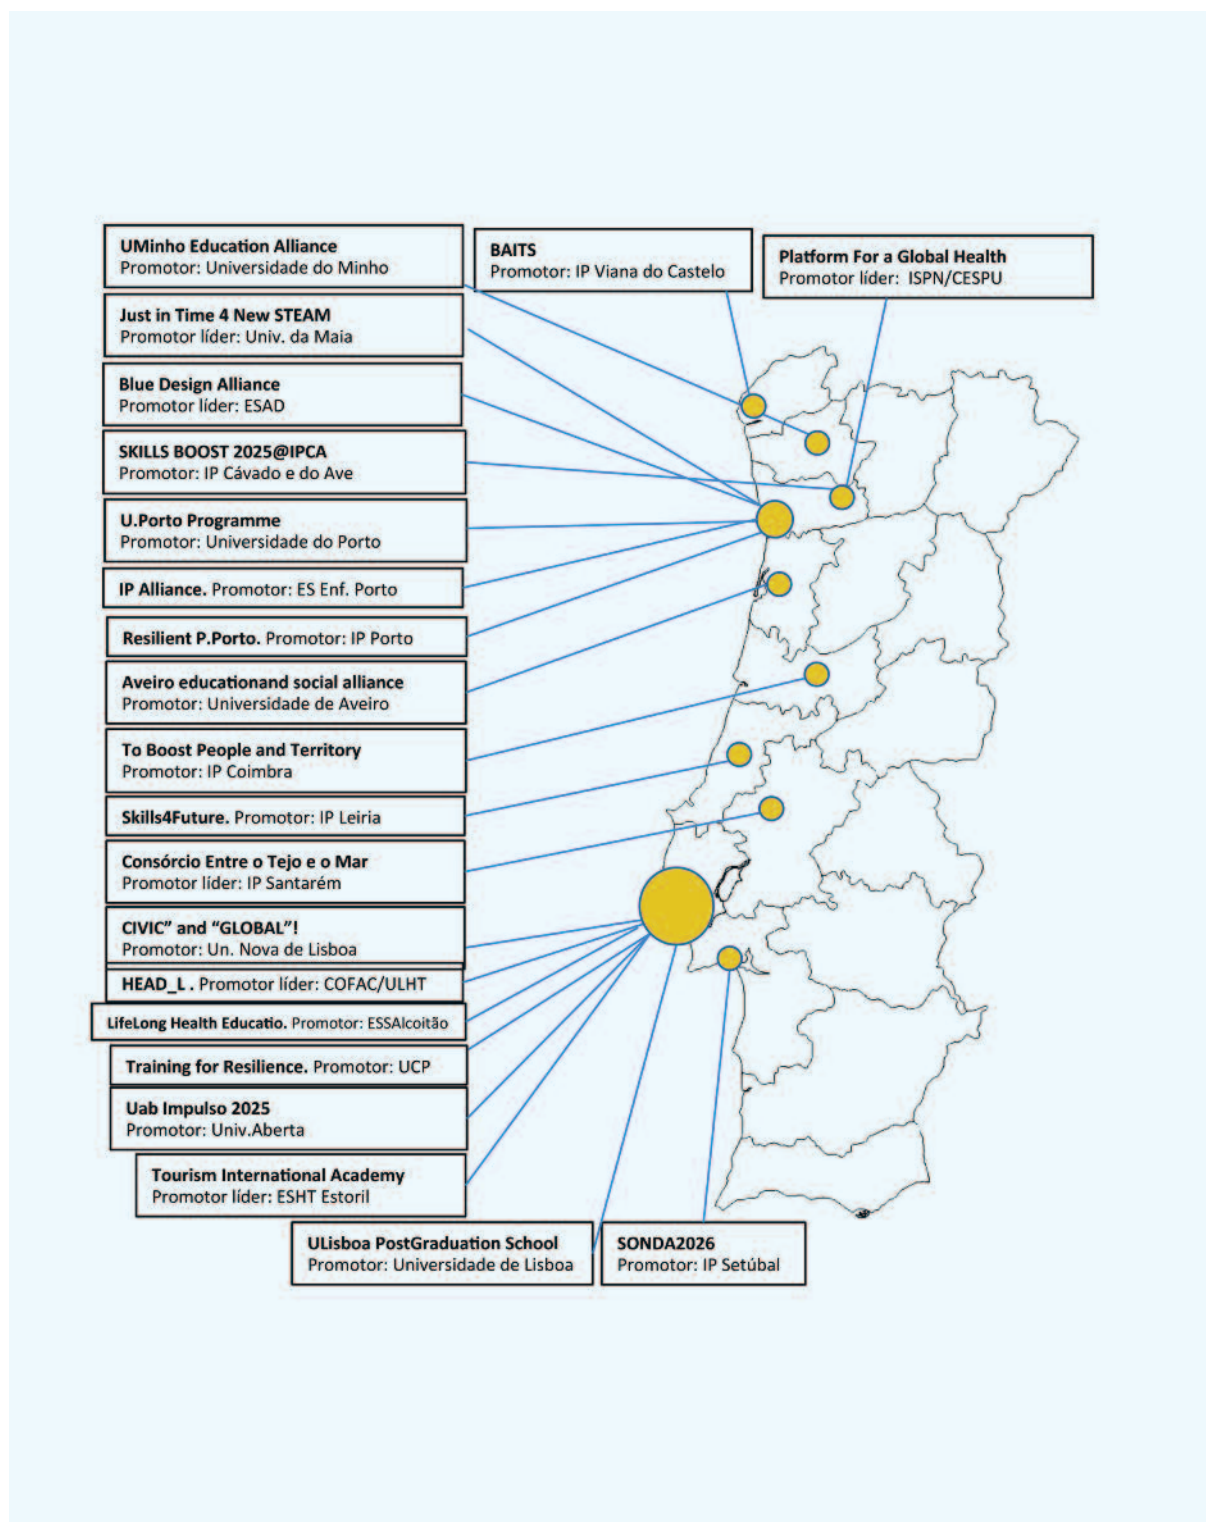 UMinho Education Alliance
Promotor: Universidade do Minho
BAITS
Promotor: IP Viana do Castelo
Platform For a Global Health
Promotor líder:  ISPN/CESPU
Just in Time 4 New STEAM
Promotor líder: Univ. da Maia
Blue Design Alliance
Promotor líder: ESAD
SKILLS BOOST 2025@IPCA
Promotor: IP Cávado e do Ave
U.Porto Programme
Promotor: Universidade do Porto
IP Alliance. Promotor: ES Enf. Porto
Resilient P.Porto. Promotor: IP Porto
Aveiro educationand social alliance
Promotor: Universidade de Aveiro
To Boost People and Territory
Promotor: IP Coimbra
Skills4Future. Promotor: IP Leiria
Consórcio Entre o Tejo e o Mar
Promotor líder: IP Santarém
CIVIC” and “GLOBAL”!
Promotor: Un. Nova de Lisboa
HEAD_L . Promotor líder: COFAC/ULHT
LifeLong Health Educatio. Promotor: ESSAlcoitão
Training for Resilience. Promotor: UCP
Uab Impulso 2025
Promotor: Univ.Aberta
Tourism International Academy
Promotor líder: ESHT Estoril
ULisboa PostGraduation School
Promotor: Universidade de Lisboa
SONDA2026
Promotor: IP Setúbal